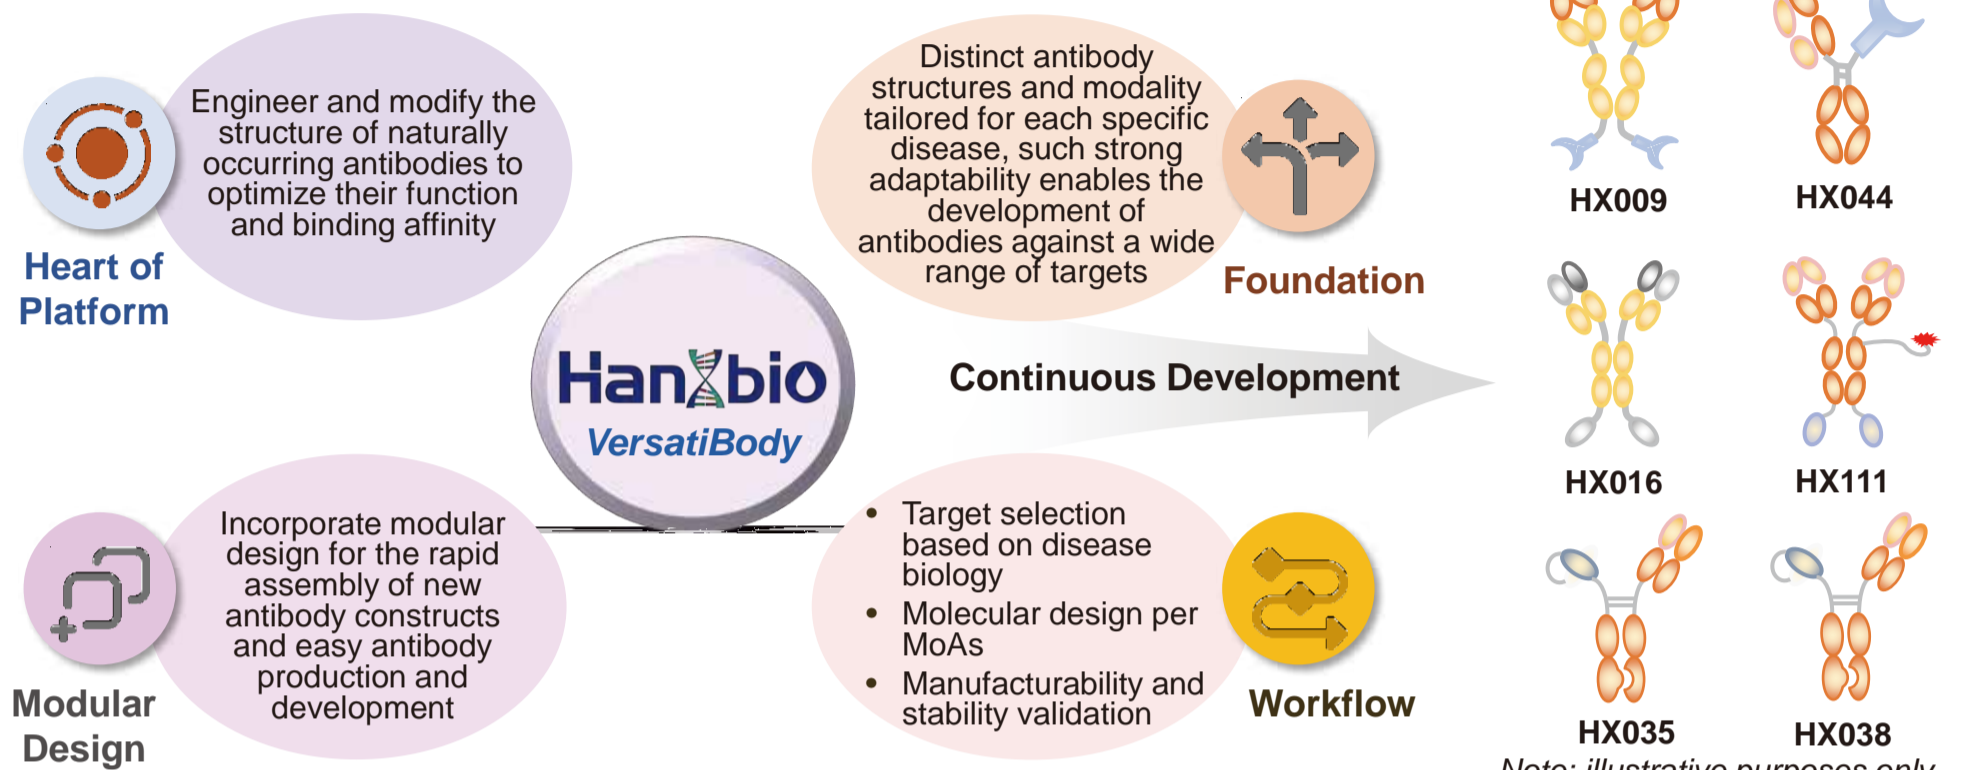 Engineer and modify the
structure of naturally
occurring antibodies to
optimize their function
and binding affinity
Heart of
Platform
Distinct antibody
structures and modality
tailored for each specific
disease, such strong
adaptability enables the
development of
antibodies against a wide
range of targets
Foundation
HanXbio
VersatiBody
Continuous Development
Incorporate modular
design for the rapid
assembly of new
antibody constructs
and easy antibody
production and
development
Modular
Design
• Target selection
based on disease
biology
• Molecular design per
MoAs
• Manufacturability and
stability validation
Workflow
HX009
HX044
HX016
HX111
HX035
HX038
Note: illustrative purposes only